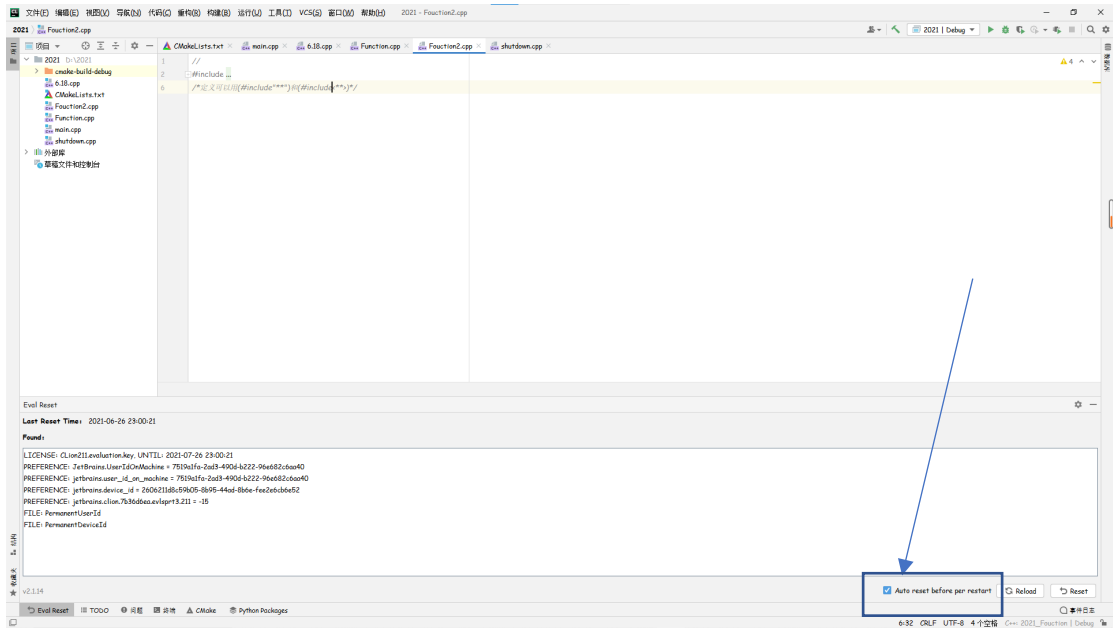 文件(F) 编辑(E) 视图(V) 导航(N) 代码(C) 重构(R) 构建(B) 运行(U) 工具(T) VCS(S) 窗口(W) 帮助(H) 2021 - Fouction2.cpp
2021 Fouction2.cpp 2021 | Debug
项目 CMakeLists.txt main.cpp 6.18.cpp Function.cpp Fouction2.cpp shutdown.cpp
2021 D:\2021
cmake-build-debug
6.18.cpp
CMakeLists.txt
Fouction2.cpp
Function.cpp
main.cpp
shutdown.cpp
外部库
草稿文件和控制台
1 //
2 #include ...
6 /*定义可以用(#include"**")和(#include<**>)*/
4
数据库
Eval Reset
Last Reset Time: 2021-06-26 23:00:21
Found:
LICENSE: CLion211.evaluation.key, UNTIL: 2021-07-26 23:00:21
PREFERENCE: JetBrains.UserIdOnMachine = 7519a1fa-2ad3-490d-b222-96e682c6aa40
PREFERENCE: jetbrains.user_id_on_machine = 7519a1fa-2ad3-490d-b222-96e682c6aa40
PREFERENCE: jetbrains.device_id = 2606211d8c59b05-8b95-44ad-8b6e-fee2e6cb6e52
PREFERENCE: jetbrains.clion.7b36d6ea.evlsprt3.211 = -15
FILE: PermanentUserId
FILE: PermanentDeviceId
结构
收藏夹
v2.1.14 Auto reset before per restart Reload Reset
Eval Reset TODO 问题 终端 CMake Python Packages 事件日志
6:32 CRLF UTF-8 4 个空格 C++: 2021_Fouction | Debug